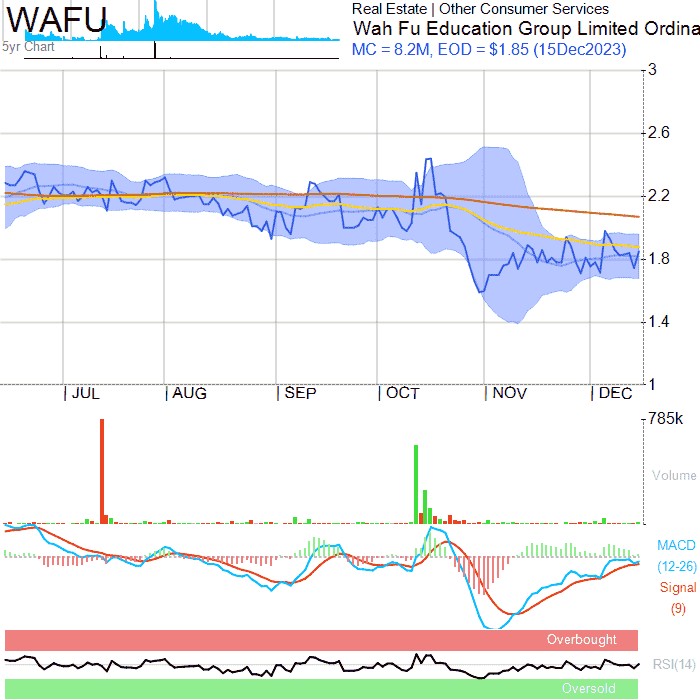 WAFU
5yr Chart
Real Estate | Other Consumer Services
Wah Fu Education Group Limited Ordina
MC = 8.2M, EOD = $1.85 (15Dec2023)
3
2.6
2.2
1.8
1.4
1
JUL AUG SEP OCT NOV DEC
785k
Volume
MACD
(12-26)
Signal
(9)
Overbought
RSI(14)
Oversold